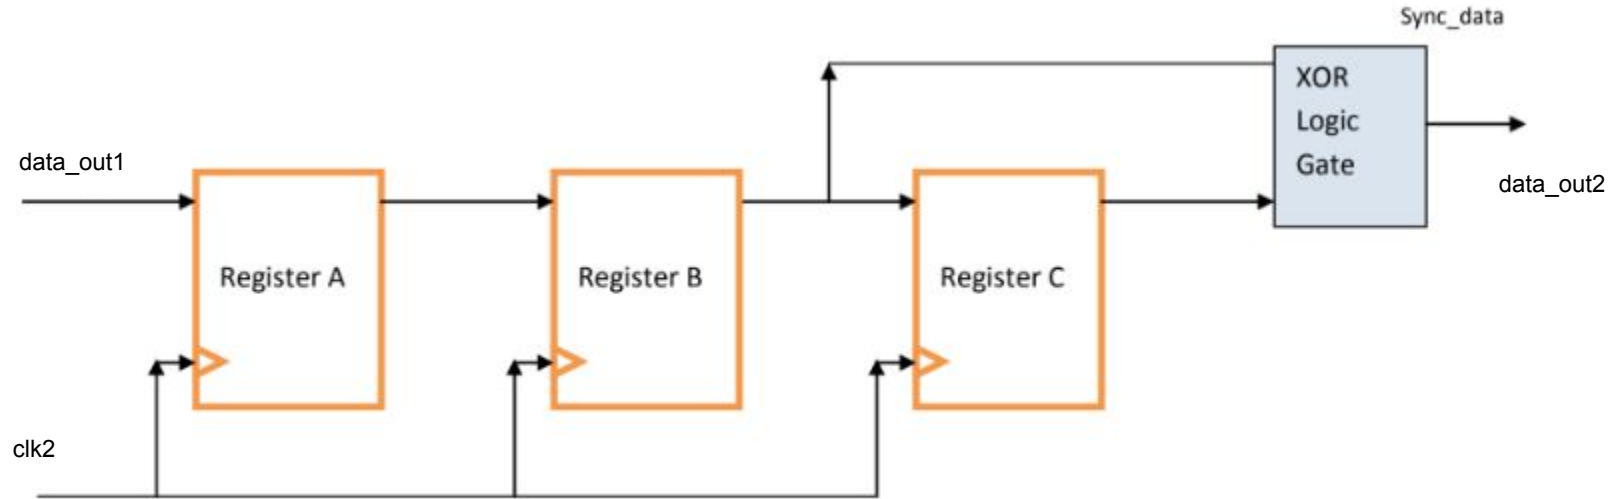 Sync_data
XOR
Logic
Gate
data_out1
data_out2
Register A
Register B
Register C
clk2